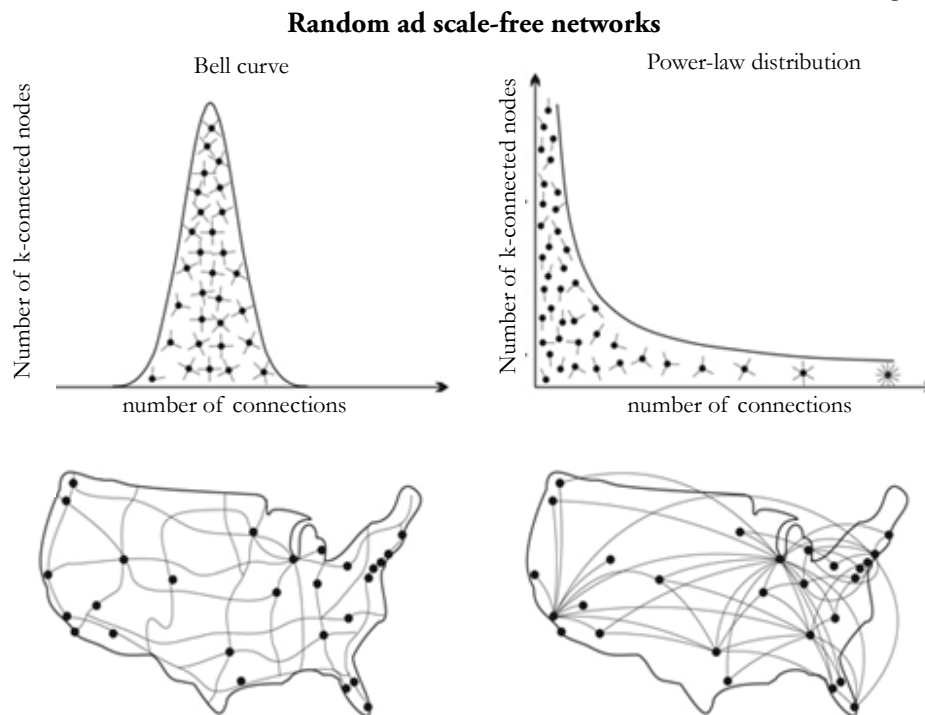 Random ad scale-free networks
Bell curve
Power-law distribution
Number of k-connected nodes
Number of k-connected nodes
number of connections
number of connections